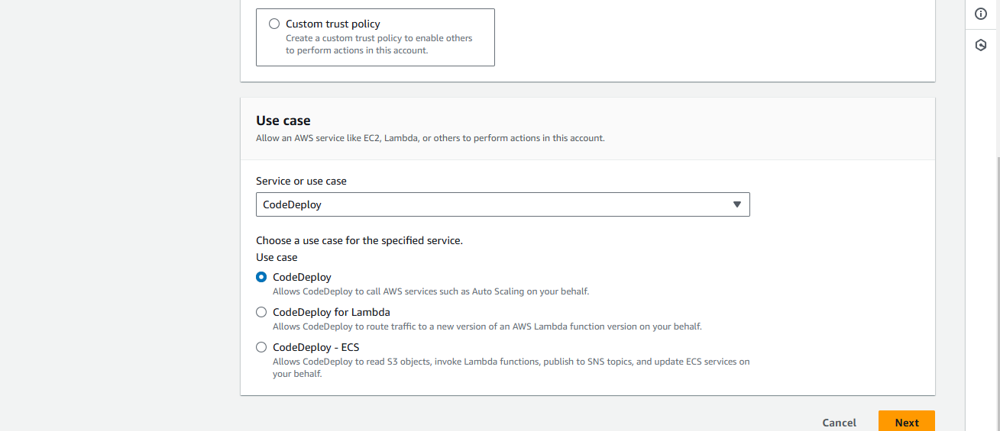 Custom trust policy
Create a custom trust policy to enable others
to perform actions in this account.
Use case
Allow an AWS service like EC2, Lambda, or others to perform actions in this account.
Service or use case
CodeDeploy
Choose a use case for the specified service.
Use case
CodeDeploy
Allows CodeDeploy to call AWS services such as Auto Scaling on your behalf.
CodeDeploy for Lambda
Allows CodeDeploy to route traffic to a new version of an AWS Lambda function version on your behalf.
CodeDeploy - ECS
Allows CodeDeploy to read S3 objects, invoke Lambda functions, publish to SNS topics, and update ECS services on
your behalf.
Cancel
Next